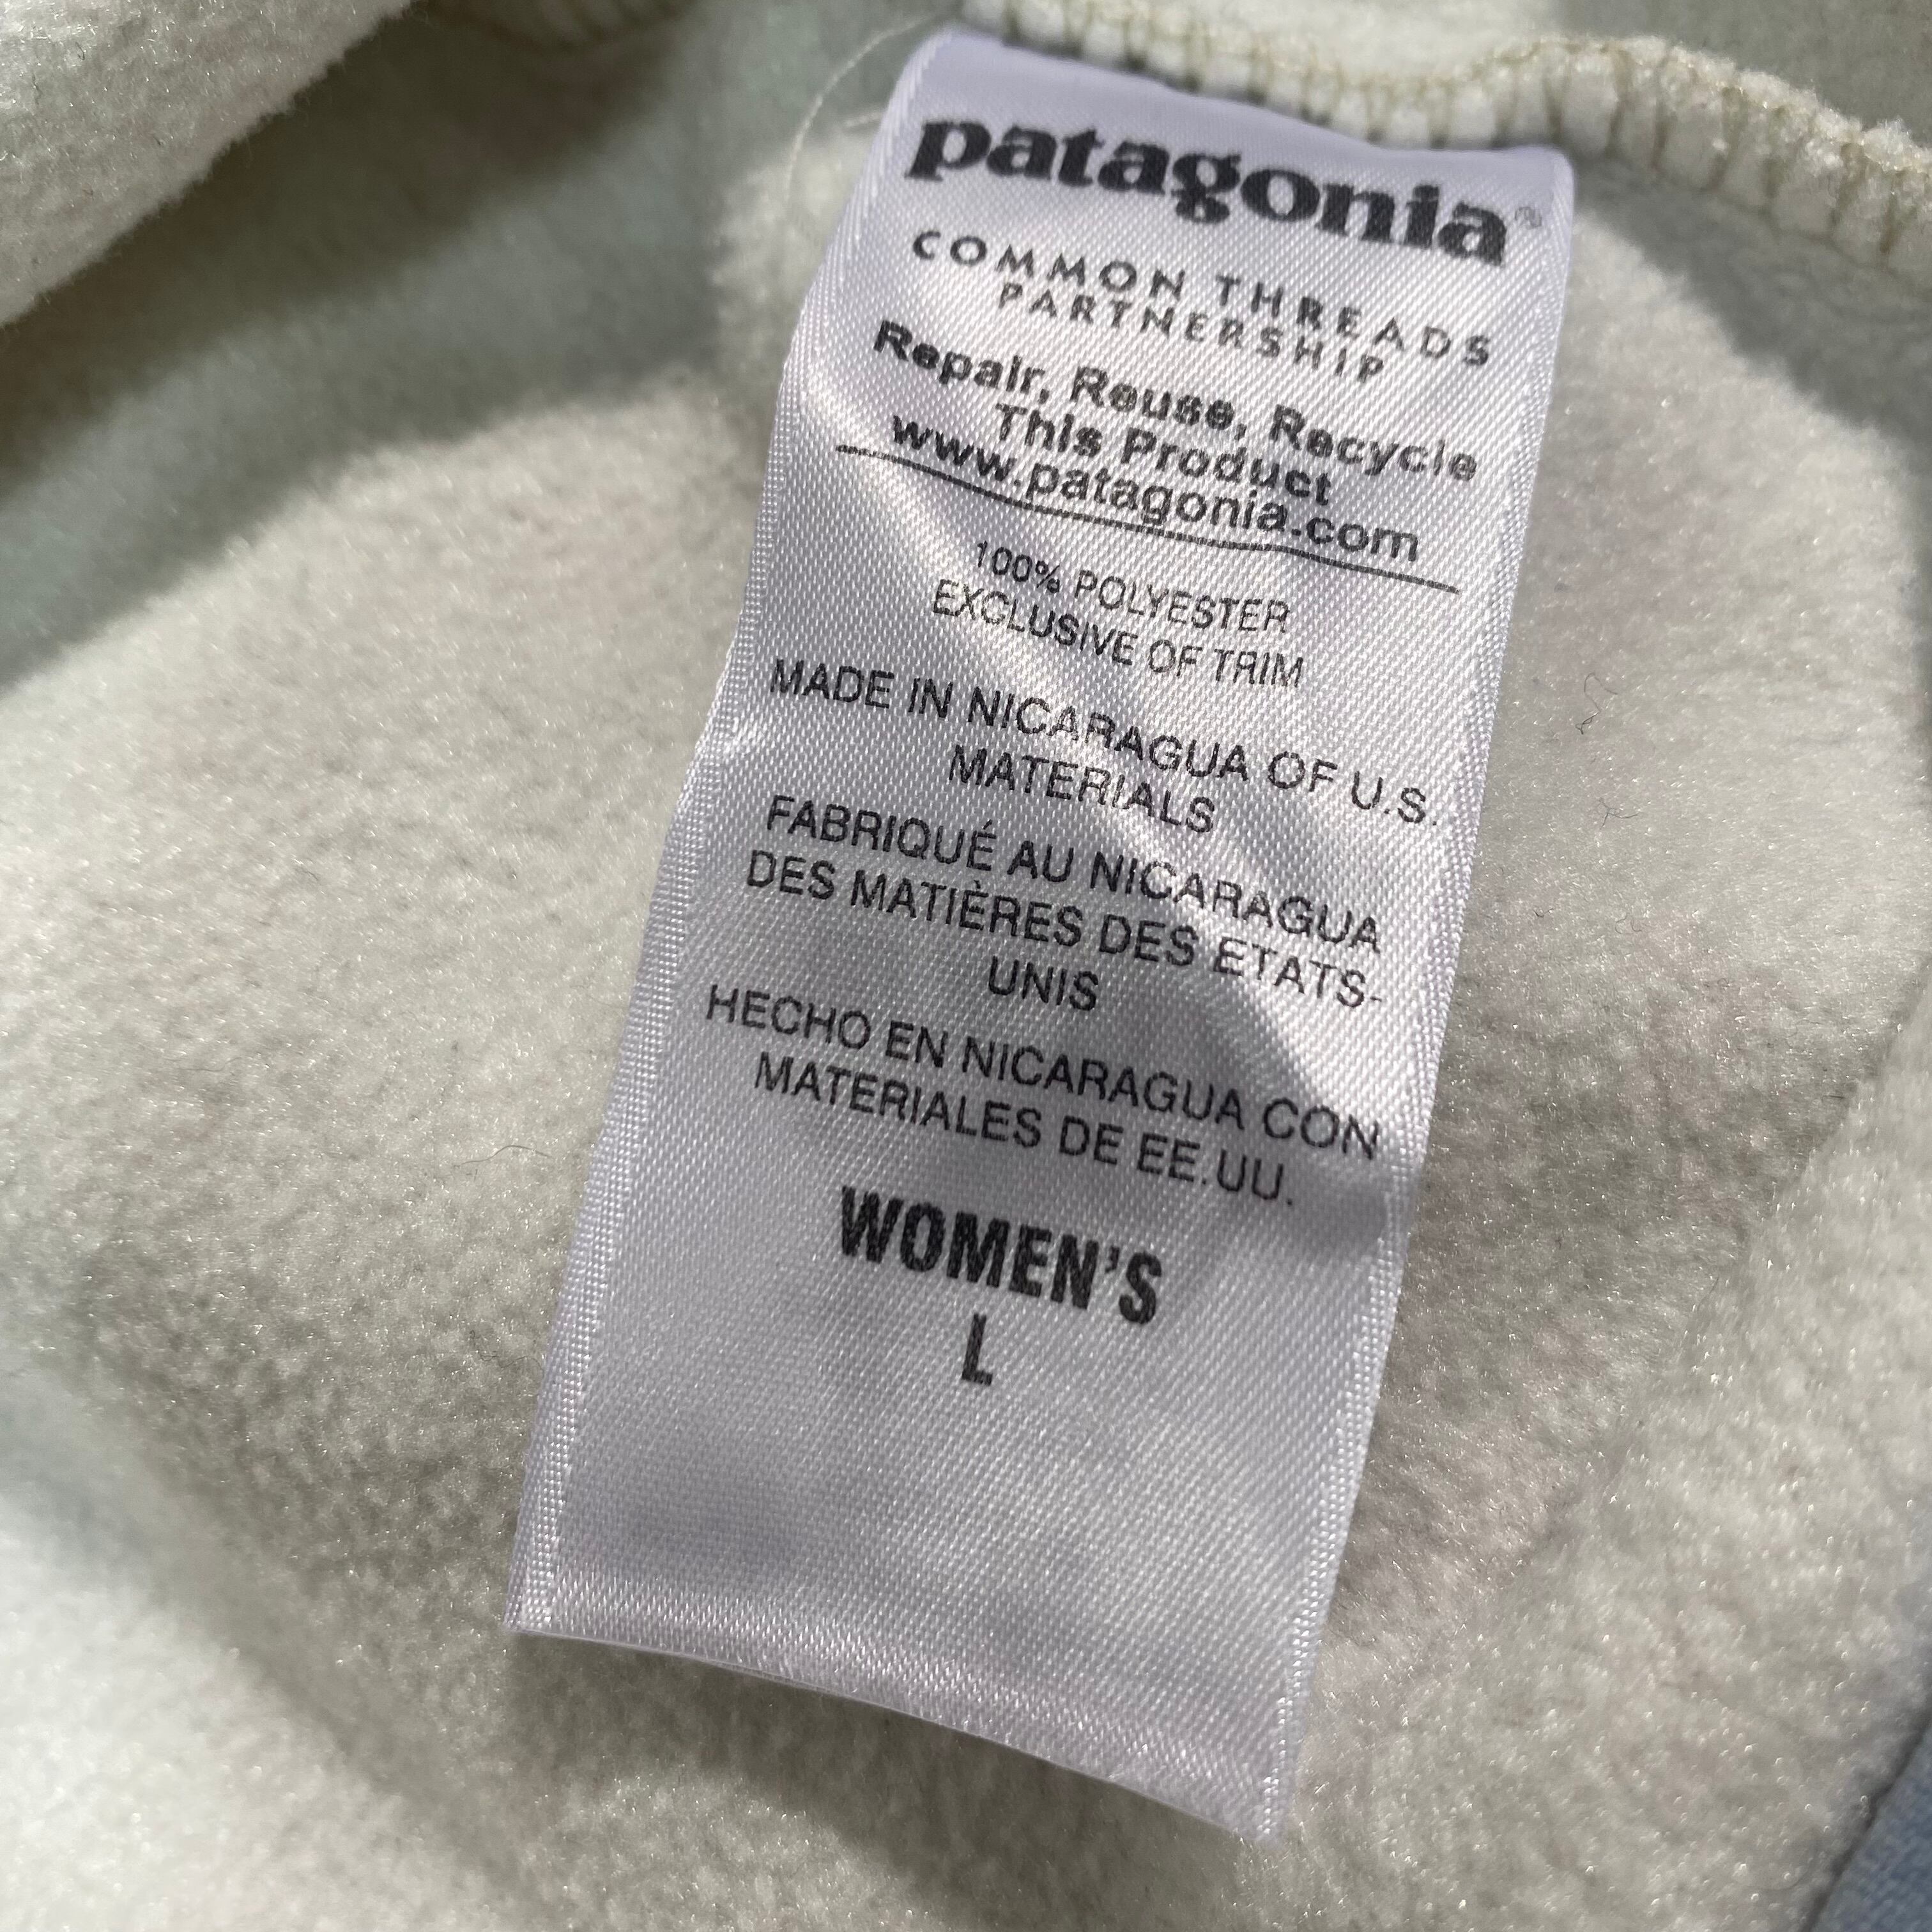 patagonia®
COMMON THREADS
PARTNERSHIP
Repair, Reuse, Recycle
This Product
www.patagonia.com
100% POLYESTER
EXCLUSIVE OF TRIM
MADE IN NICARAGUA OF U.S.
MATERIALS
FABRIQUÉ AU NICARAGUA
DES MATIÈRES DES ETATS-
UNIS
HECHO EN NICARAGUA CON
MATERIALES DE EE.UU.
WOMEN'S
L